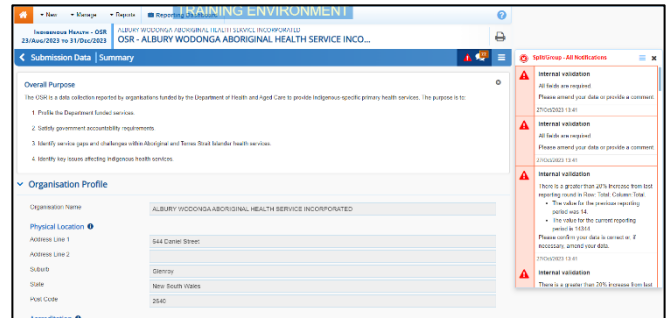 New
Manage
Reports
Reporting Dashboard
TRAINING ENVIRONMENT
Indigenous Health - OSR
23/Aug/2023 to 31/Dec/2023
ALBURY WODONGA ABORIGINAL HEALTH SERVICE INCORPORATED
OSR - ALBURY WODONGA ABORIGINAL HEALTH SERVICE INCO...
Submission Data | Summary
Overall Purpose
The OSR is a data collection reported by organisations funded by the Department of Health and Aged Care to provide Indigenous-specific primary health services. The purpose is to:
1 Profile the Department funded services.
2 Satisfy government accountability requirements
3 Identify service gaps and challenges within Aboriginal and Torres Strait Islander health services.
4 Identify key issues affecting Indigenous health services.
Organisation Profile
Organisation Name
ALBURY WODONGA ABORIGINAL HEALTH SERVICE INCORPORATED
Physical Location
Address Line 1
644 Daniel Street
Address Line 2
Suburb
Glenroy
State
New South Wales
Post Code
2640
Accreditation
Split/Group - All Notifications
Internal validation
All fields are required
Please amend your data or provide a comment
27/Oct/2023 13:41
Internal validation
All fields are required
Please amend your data or provide a comment
27/Oct/2023 13:41
Internal validation
There is a greater than 20% increase from last
reporting round in Row: Total, Column Total.
• The value for the previous reporting
period was 14.
• The value for the current reporting
period is 14344
Please confirm your data is correct or, if
necessary, amend your data.
27/Oct/2023 13:41
Internal validation
There is a greater than 20% increase from last